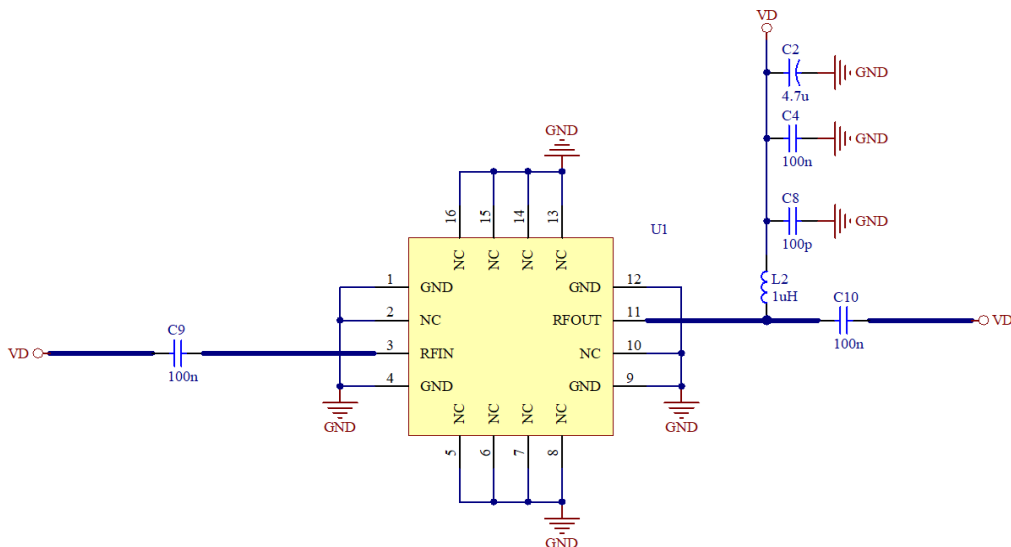 VD
C2
GND
4.7u
C4
GND
100n
GND
16
15
14
13
C8
GND
100p
U1
NC
NC
NC
NC
1
GND
GND
12
L2
1uH
2
NC
RFOUT
11
C10
VD
C9
VD
3
RFIN
NC
10
100n
100n
4
GND
GND
9
NC
NC
NC
NC
GND
GND
5
6
7
8
GND